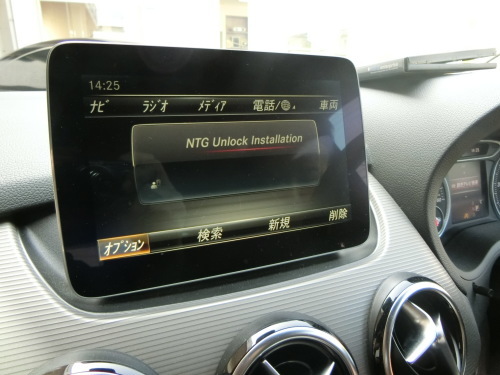 14:25
ナビ ラジオ メディア 電話/ 車両
NTG Unlock Installation
オプション 検索 新規 削除